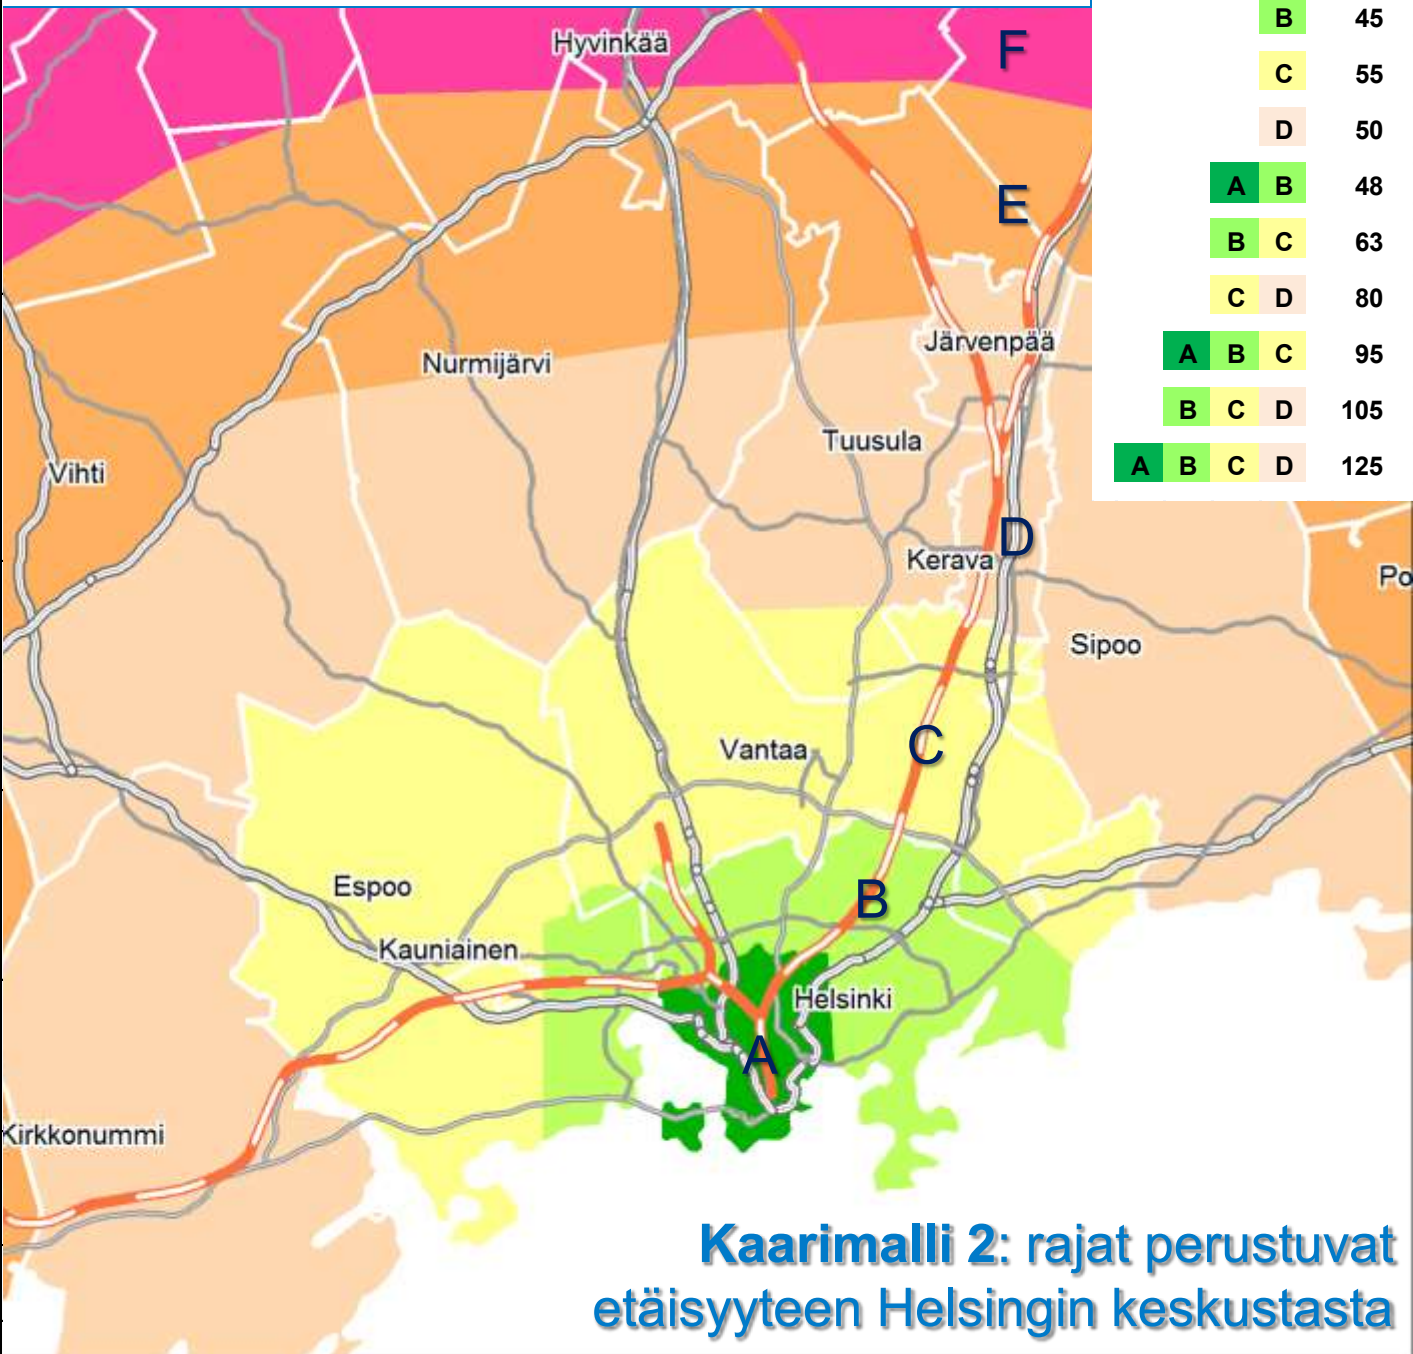 B 45
C 55
D 50
A B 48
B C 63
C D 80
A B C 95
B C D 105
A B C D 125
Hyvinkää
F
E
Järvenpää
Nurmijärvi
Tuusula
Vihti
D
Kerava
Po
Sipoo
Vantaa
C
Espoo
B
Kauniainen
Helsinki
A
Kirkkonummi
Kaarimalli 2: rajat perustuvat
etäisyyteen Helsingin keskustasta